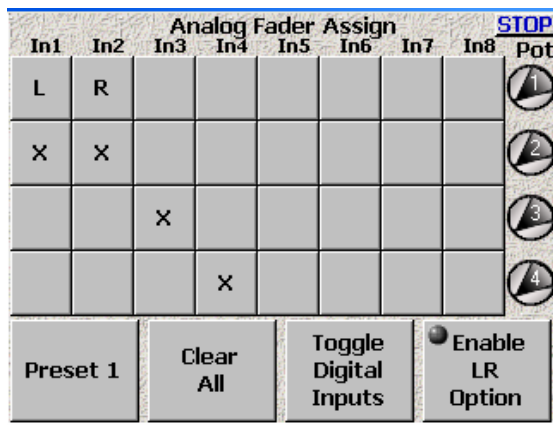 Analog Fader Assign STOP
In1 In2 In3 In4 In5 In6 In7 In8 Pot
L R 1
X X 2
X 3
X 4
Preset 1
Clear
All
Toggle
Digital
Inputs
Enable
LR
Option